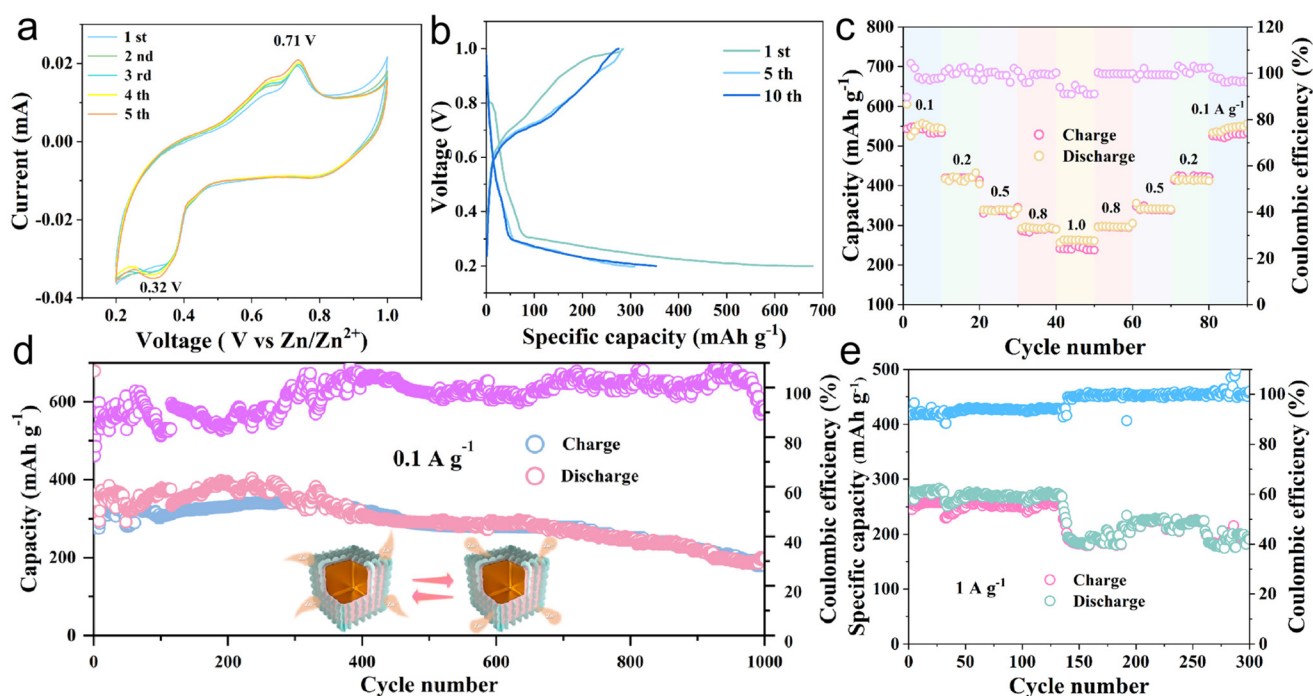 a
1 st
2 nd
3 rd
4 th
5 th
0.71 V
0.32 V
0.02
0.00
-0.02
-0.04
Current (mA)
0.2 0.4 0.6 0.8 1.0
Voltage ( V vs Zn/Zn²⁺)
b
1 st
5 th
10 th
1.0
0.8
0.6
0.4
0.2
Voltage (V)
0 100 200 300 400 500 600 700
Specific capacity (mAh g⁻¹)
c
800
700
600
500
400
300
200
100
Capacity (mAh g⁻¹)
0.1
0.2
0.5
0.8
1.0
0.8
0.5
0.2
0.1 A g⁻¹
Charge
Discharge
120
100
80
60
40
20
0
Coulombic efficiency (%)
0 20 40 60 80
Cycle number
d
600
400
200
0
Capacity (mAh g⁻¹)
0.1 A g⁻¹
Charge
Discharge
100
80
60
40
20
0
Coulombic efficiency (%)
0 200 400 600 800 1000
Cycle number
e
500
450
400
350
300
250
200
150
100
50
0
Specific capacity (mAh g⁻¹)
1 A g⁻¹
Charge
Discharge
100
80
60
40
20
0
Coulombic efficiency (%)
0 50 100 150 200 250 300
Cycle number